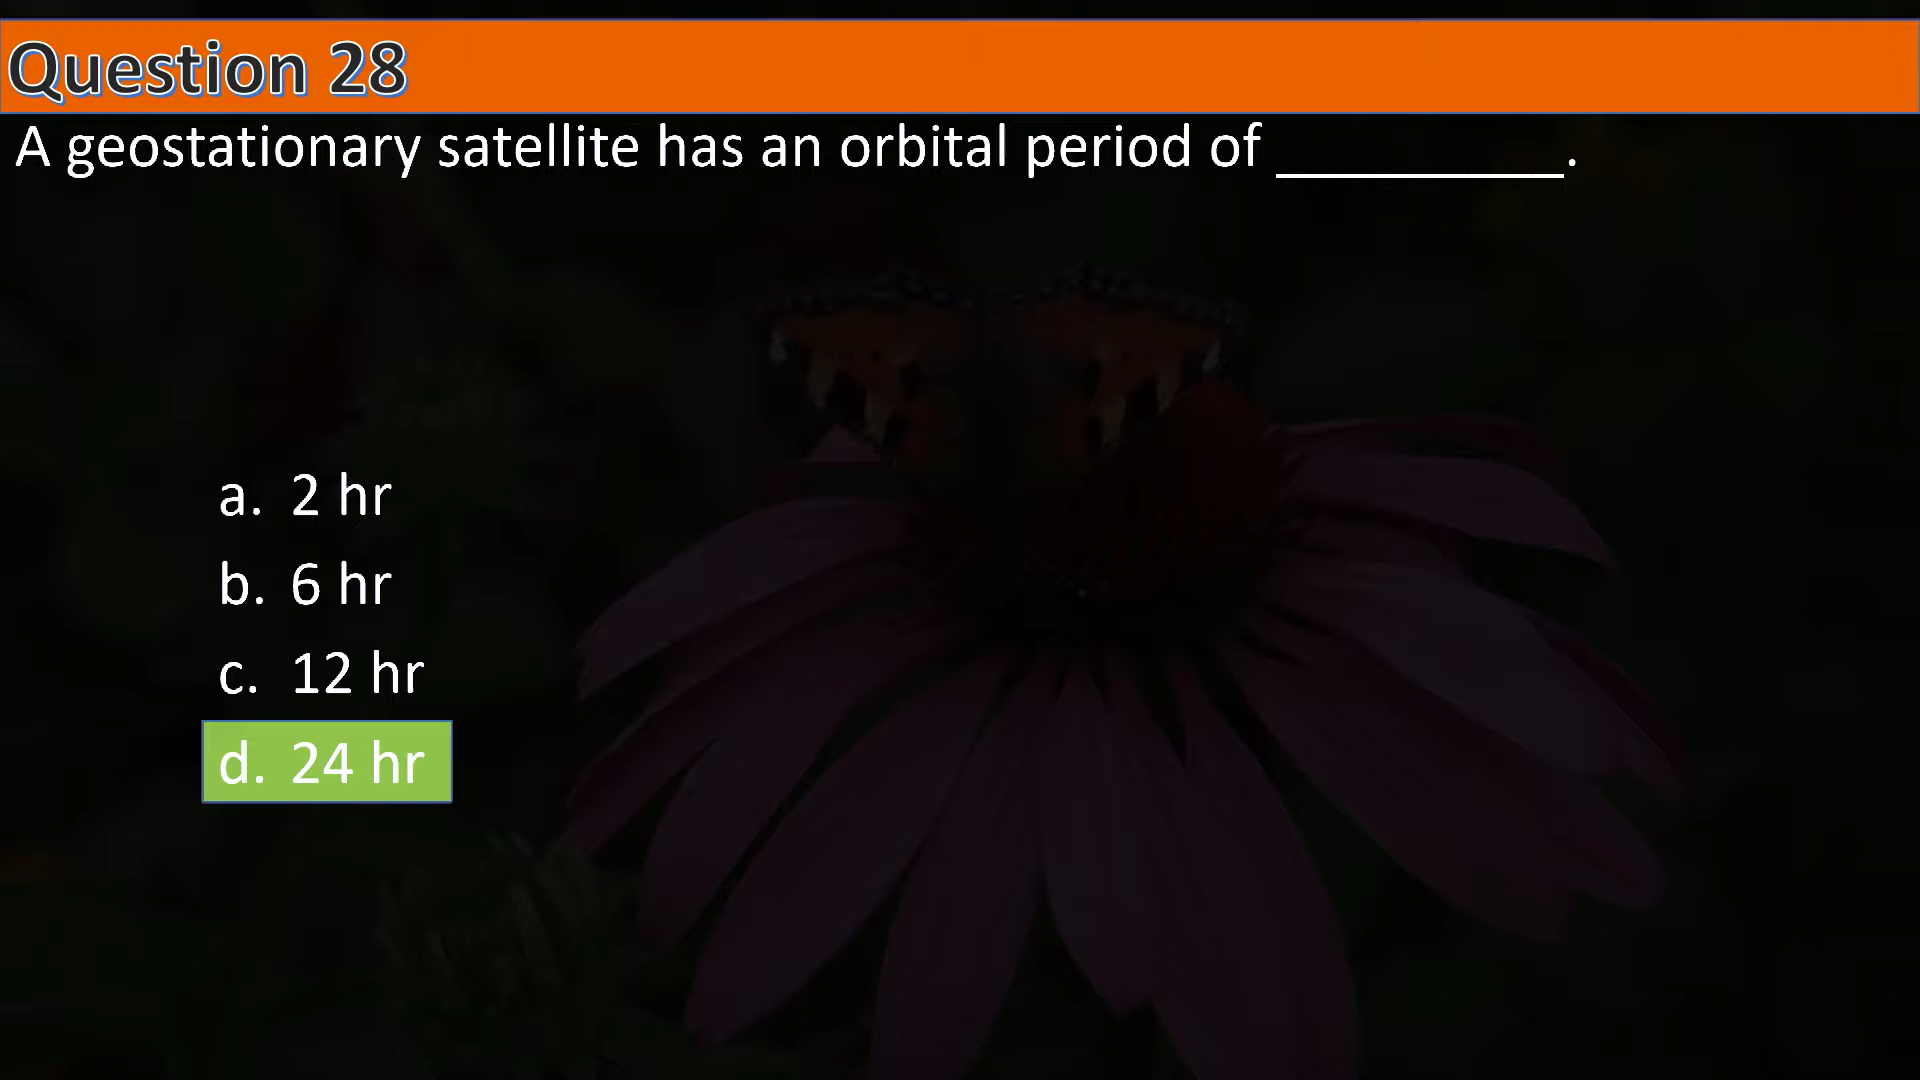 Question 28
A geostationary satellite has an orbital period of __________.
a. 2 hr
b. 6 hr
c. 12 hr
d. 24 hr